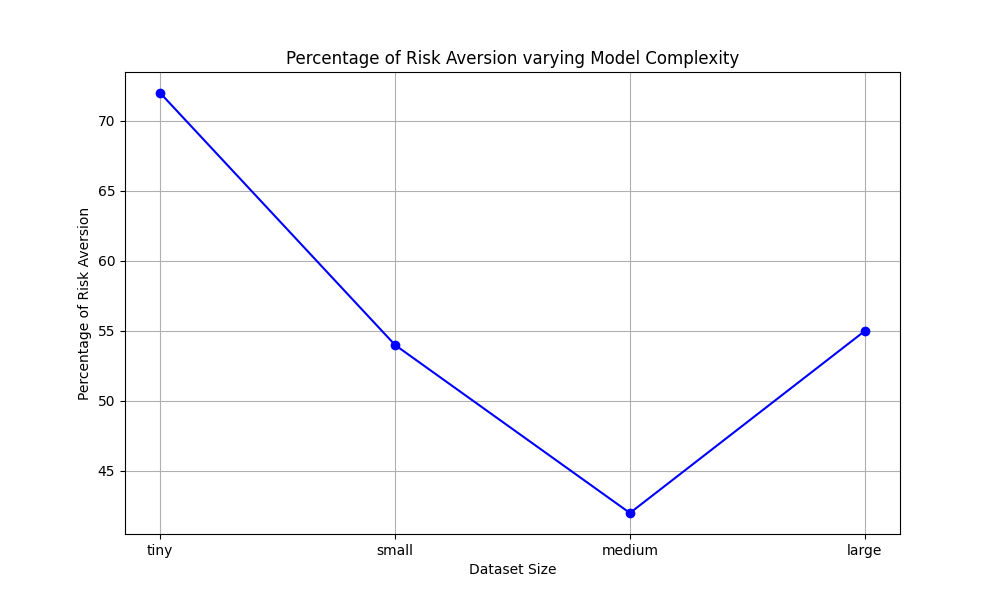 Percentage of Risk Aversion varying Model Complexity
Percentage of Risk Aversion
70
65
60
55
50
45
tiny small medium large
Dataset Size